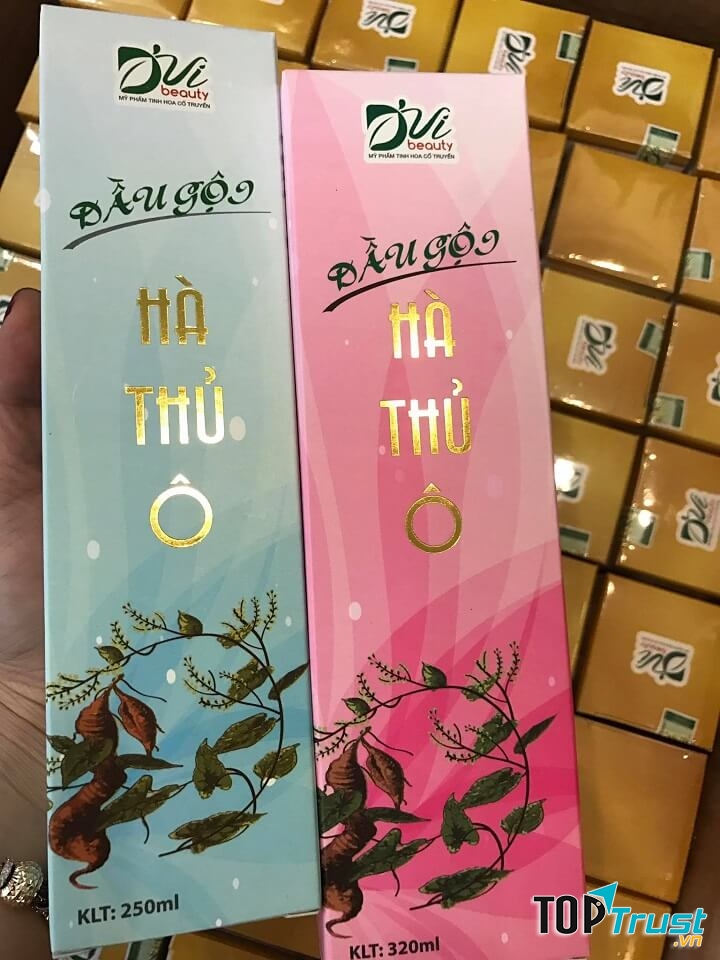 D'Vi
beauty
MỸ PHẨM TINH HOA CỔ TRUYỀN
DẦU GỘI
HÀ
THỦ
Ô
KLT: 250ml
D'Vi
beauty
MỸ PHẨM TINH HOA CỔ TRUYỀN
DẦU GỘI
HÀ
THỦ
Ô
KLT: 320ml
TOPTrust
.vn